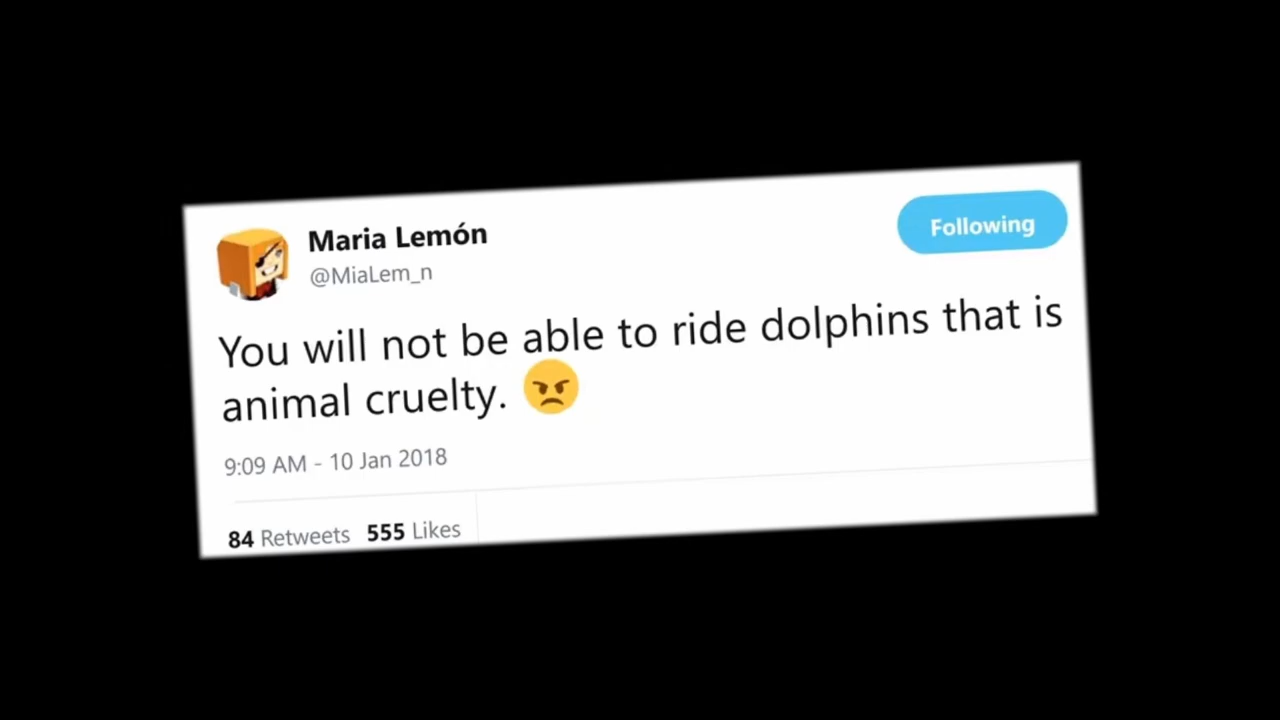 Maria Lemón
@MiaLem_n
Following
You will not be able to ride dolphins that is
animal cruelty. 😠
9:09 AM - 10 Jan 2018
84 Retweets 555 Likes